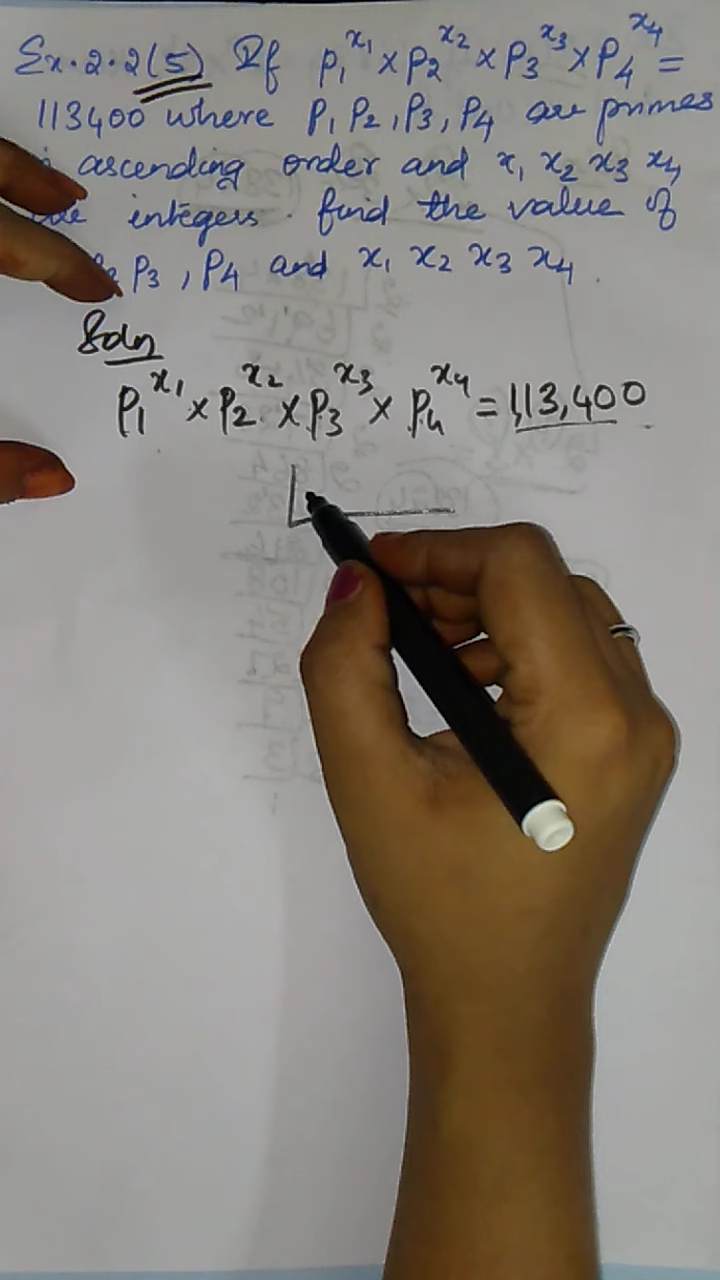 Ex.2.2(5) If p₁^x₁ × p₂^x₂ × p₃^x₃ × p₄^x₄ =
113400 where P₁ P₂, P₃, P₄ are primes
ascending order and x₁ x₂ x₃ x₄
integers. find the value of
P₃, P₄ and x₁ x₂ x₃ x₄.
Soln
p₁^x₁ × p₂^x₂ × p₃^x₃ × p₄^x₄ = 1,13,400